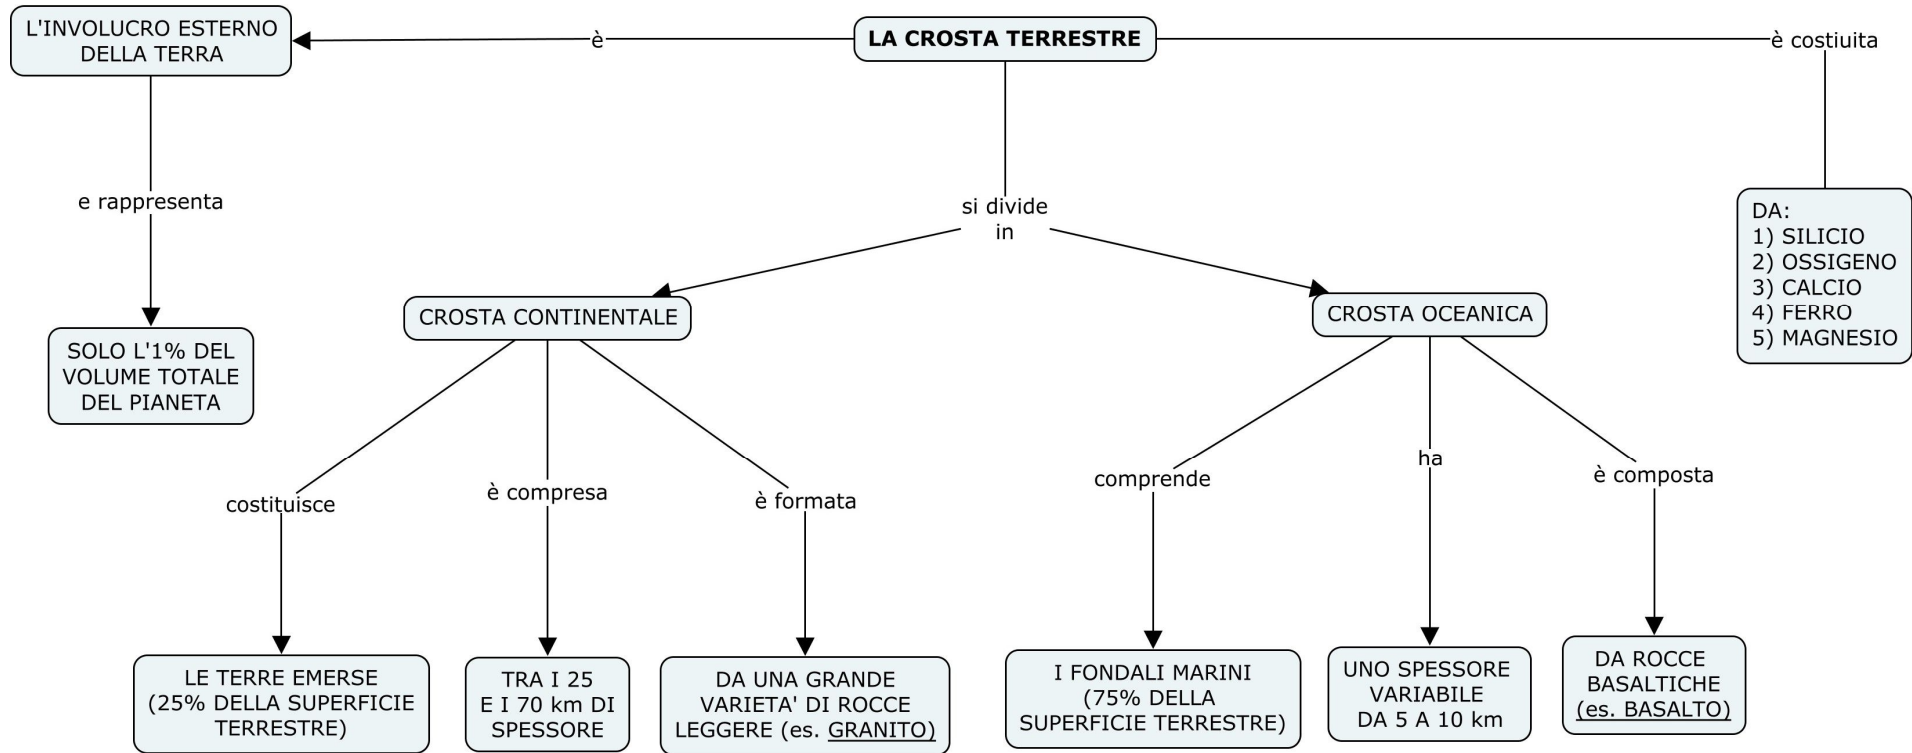 LA CROSTA TERRESTRE
è
L'INVOLUCRO ESTERNO
DELLA TERRA
e rappresenta
SOLO L'1% DEL
VOLUME TOTALE
DEL PIANETA
si divide
in
CROSTA CONTINENTALE
costituisce
LE TERRE EMERSE
(25% DELLA SUPERFICIE
TERRESTRE)
è compresa
TRA I 25
E I 70 km DI
SPESSORE
è formata
DA UNA GRANDE
VARIETA' DI ROCCE
LEGGERE (es. GRANITO)
CROSTA OCEANICA
comprende
I FONDALI MARINI
(75% DELLA
SUPERFICIE TERRESTRE)
ha
UNO SPESSORE
VARIABILE
DA 5 A 10 km
è composta
DA ROCCE
BASALTICHE
(es. BASALTO)
è costiuita
DA:
1) SILICIO
2) OSSIGENO
3) CALCIO
4) FERRO
5) MAGNESIO